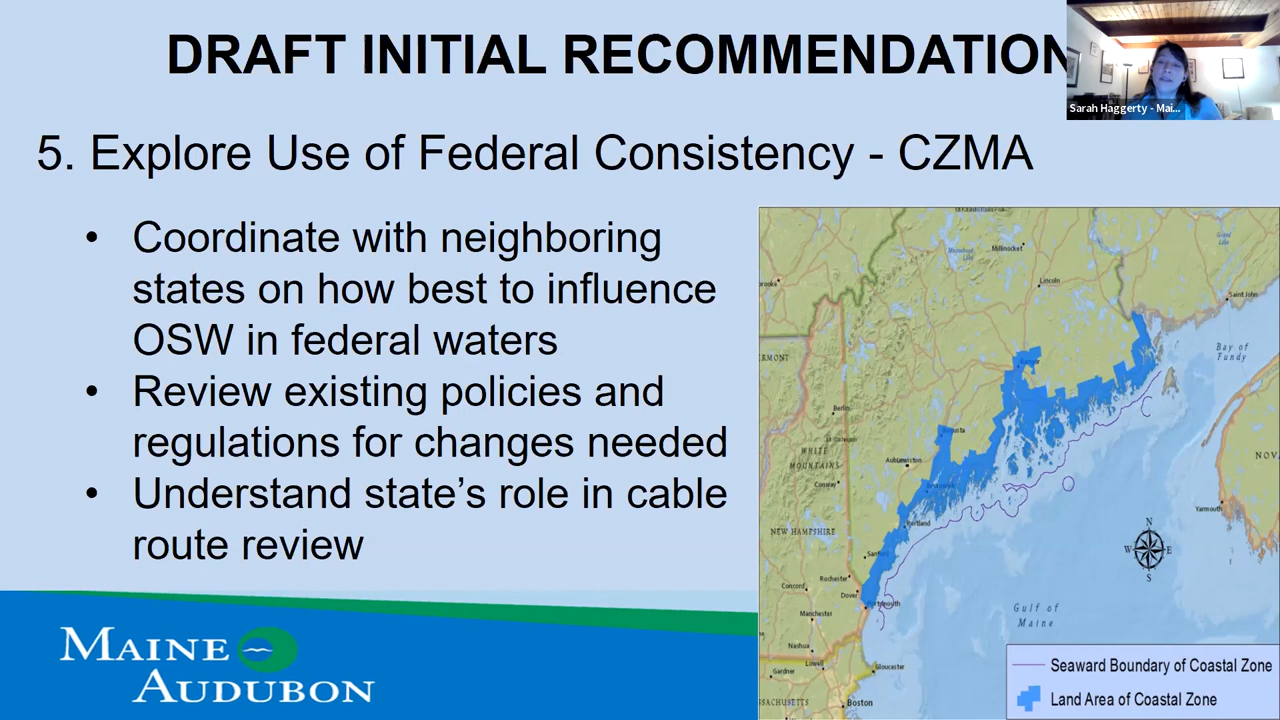 DRAFT INITIAL RECOMMENDATION
Sarah Haggerty - Mai...
5. Explore Use of Federal Consistency - CZMA
• Coordinate with neighboring
states on how best to influence
OSW in federal waters
• Review existing policies and
regulations for changes needed
• Understand state’s role in cable
route review
MAINE
AUDUBON
Millinocket
Lincoln
Saint John
Bay of
Fundy
ERMONT
Berlin
WHITE
MOUNTAINS
Conway
Augusta
Portland
NOV
Yarmouth
NEW HAMPSHIRE
Sanford
Rochester
Concord
Dover
Portsmouth
Manchester
N
W
E
S
Gulf of
Maine
Nashua
Lowell
Gardner
Gloucester
SSACHUSETTS
Boston
Seaward Boundary of Coastal Zone
Land Area of Coastal Zone